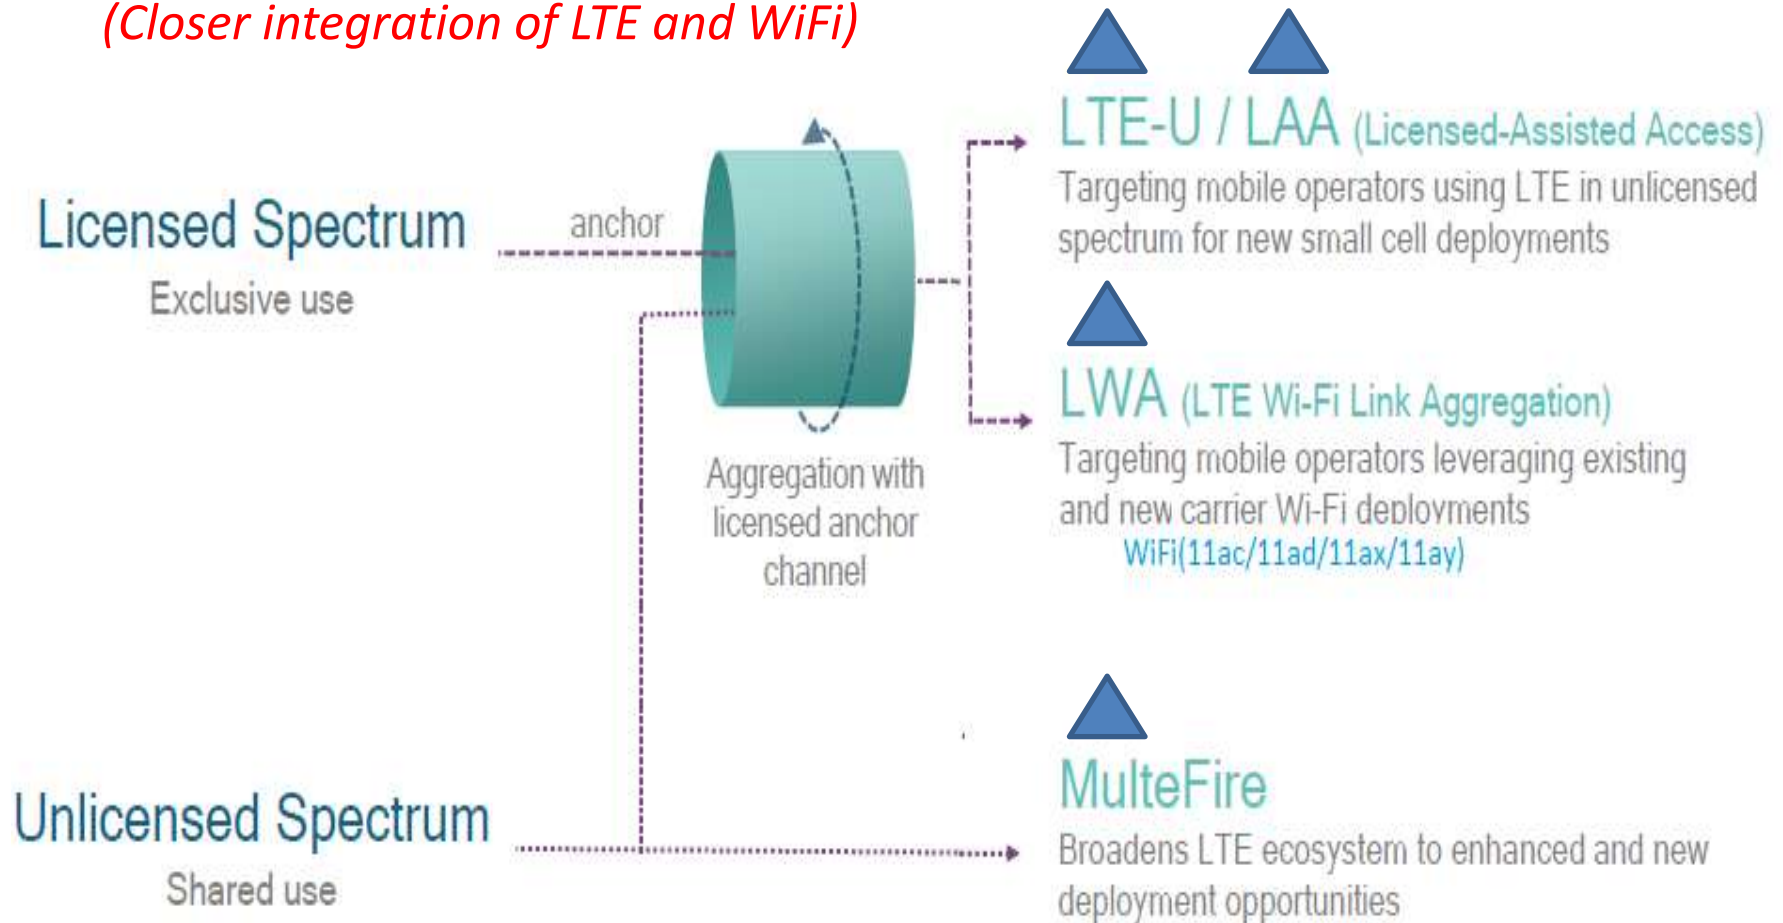 (Closer integration of LTE and WiFi)
Licensed Spectrum
Exclusive use
anchor
Aggregation with
licensed anchor
channel
LTE-U / LAA (Licensed-Assisted Access)
Targeting mobile operators using LTE in unlicensed
spectrum for new small cell deployments
LWA (LTE Wi-Fi Link Aggregation)
Targeting mobile operators leveraging existing
and new carrier Wi-Fi deployments
WiFi(11ac/11ad/11ax/11ay)
Unlicensed Spectrum
Shared use
MulteFire
Broadens LTE ecosystem to enhanced and new
deployment opportunities